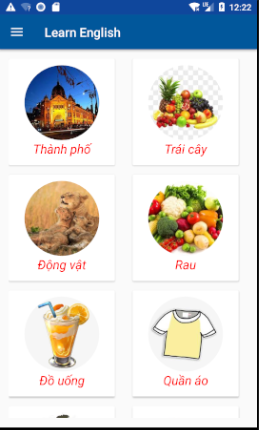 12:22
Learn English
Thành phố
Trái cây
Động vật
Rau
Đồ uống
Quần áo